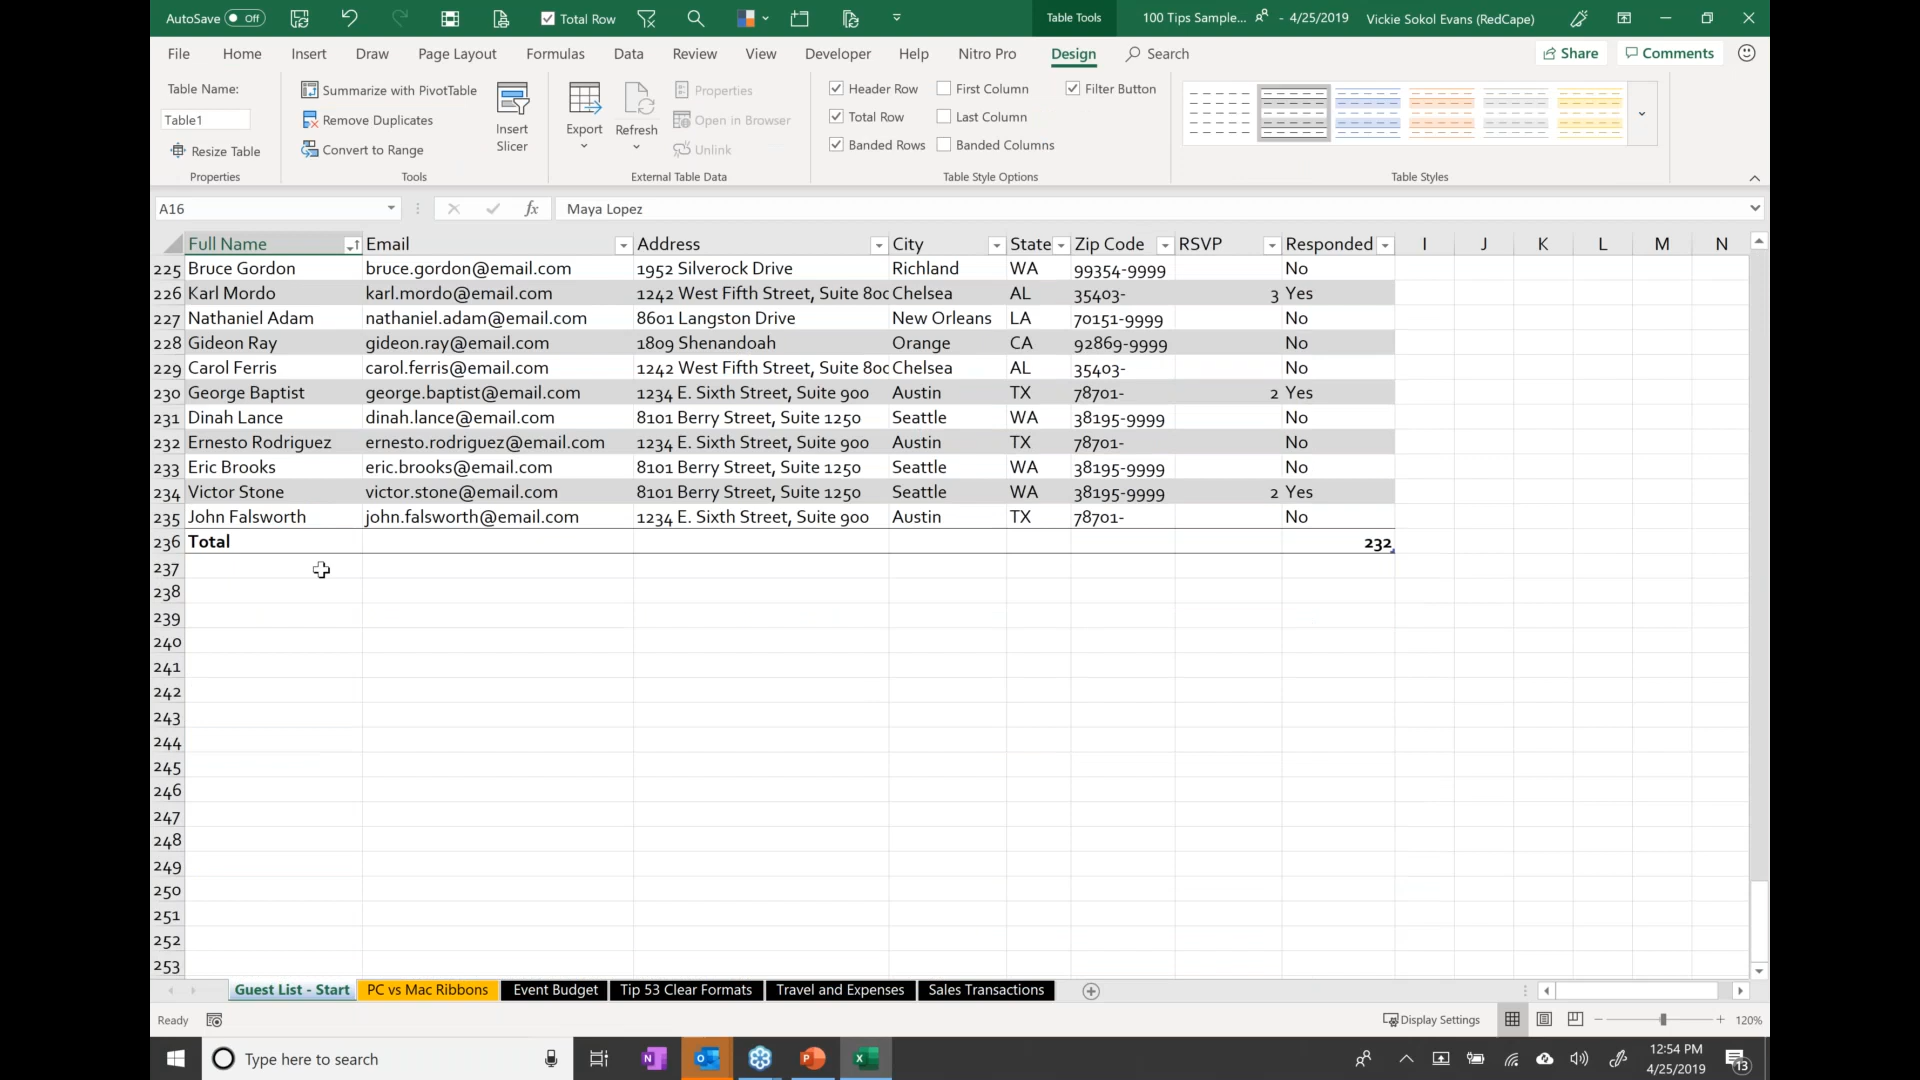 AutoSave Off Total Row Table Tools 100 Tips Sample... - 4/25/2019 Vickie Sokol Evans (RedCape)
File Home Insert Draw Page Layout Formulas Data Review View Developer Help Nitro Pro Design Search Share Comments
Table Name: Summarize with PivotTable Properties Header Row First Column Filter Button
Table1 Remove Duplicates Insert Slicer Export Refresh Open in Browser Total Row Last Column
Resize Table Convert to Range Unlink Banded Rows Banded Columns
Properties Tools External Table Data Table Style Options Table Styles
A16 fx Maya Lopez
Full Name Email Address City State Zip Code RSVP Responded I J K L M N
225 Bruce Gordon bruce.gordon@email.com 1952 Silverock Drive Richland WA 99354-9999 No
226 Karl Mordo karl.mordo@email.com 1242 West Fifth Street, Suite 80c Chelsea AL 35403- 3 Yes
227 Nathaniel Adam nathaniel.adam@email.com 8601 Langston Drive New Orleans LA 70151-9999 No
228 Gideon Ray gideon.ray@email.com 1809 Shenandoah Orange CA 92869-9999 No
229 Carol Ferris carol.ferris@email.com 1242 West Fifth Street, Suite 80c Chelsea AL 35403- No
230 George Baptist george.baptist@email.com 1234 E. Sixth Street, Suite 900 Austin TX 78701- 2 Yes
231 Dinah Lance dinah.lance@email.com 8101 Berry Street, Suite 1250 Seattle WA 38195-9999 No
232 Ernesto Rodriguez ernesto.rodriguez@email.com 1234 E. Sixth Street, Suite 900 Austin TX 78701- No
233 Eric Brooks eric.brooks@email.com 8101 Berry Street, Suite 1250 Seattle WA 38195-9999 No
234 Victor Stone victor.stone@email.com 8101 Berry Street, Suite 1250 Seattle WA 38195-9999 2 Yes
235 John Falsworth john.falsworth@email.com 1234 E. Sixth Street, Suite 900 Austin TX 78701- No
236 Total 232
237
238
239
240
241
242
243
244
245
246
247
248
249
250
251
252
253
Guest List - Start PC vs Mac Ribbons Event Budget Tip 53 Clear Formats Travel and Expenses Sales Transactions
Ready Display Settings 120%
Type here to search 12:54 PM
4/25/2019 13